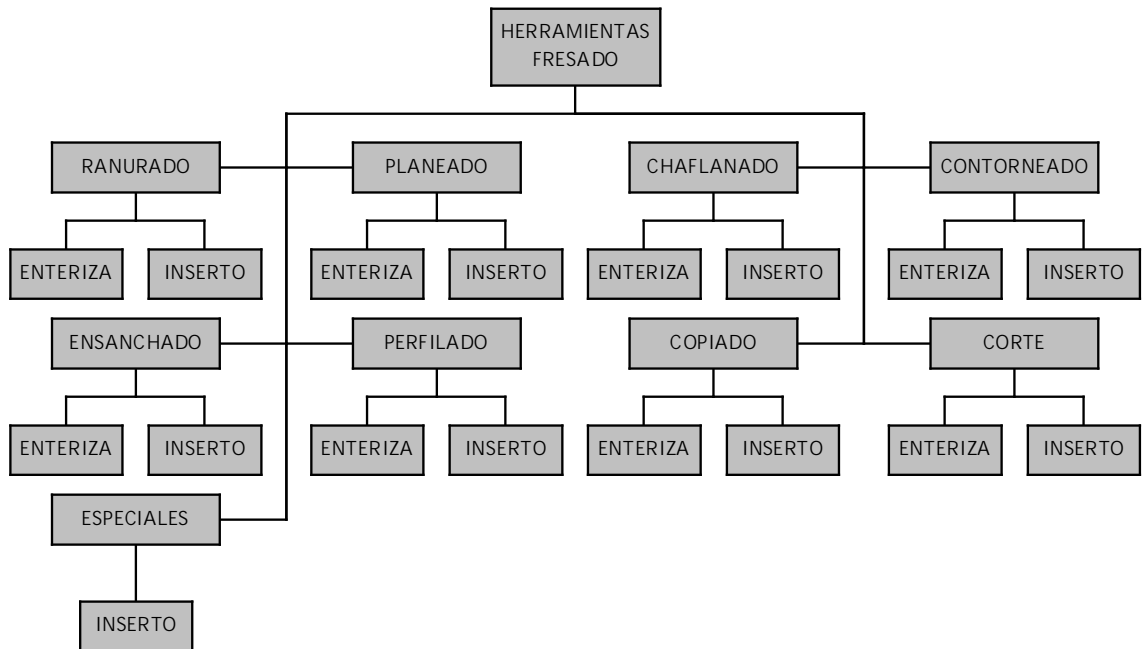 HERRAMIENTAS
FRESADO
RANURADO
PLANEADO
CHAFLANADO
CONTORNEADO
ENTERIZA
INSERTO
ENTERIZA
INSERTO
ENTERIZA
INSERTO
ENTERIZA
INSERTO
ENSANCHADO
PERFILADO
COPIADO
CORTE
ENTERIZA
INSERTO
ENTERIZA
INSERTO
ENTERIZA
INSERTO
ENTERIZA
INSERTO
ESPECIALES
INSERTO